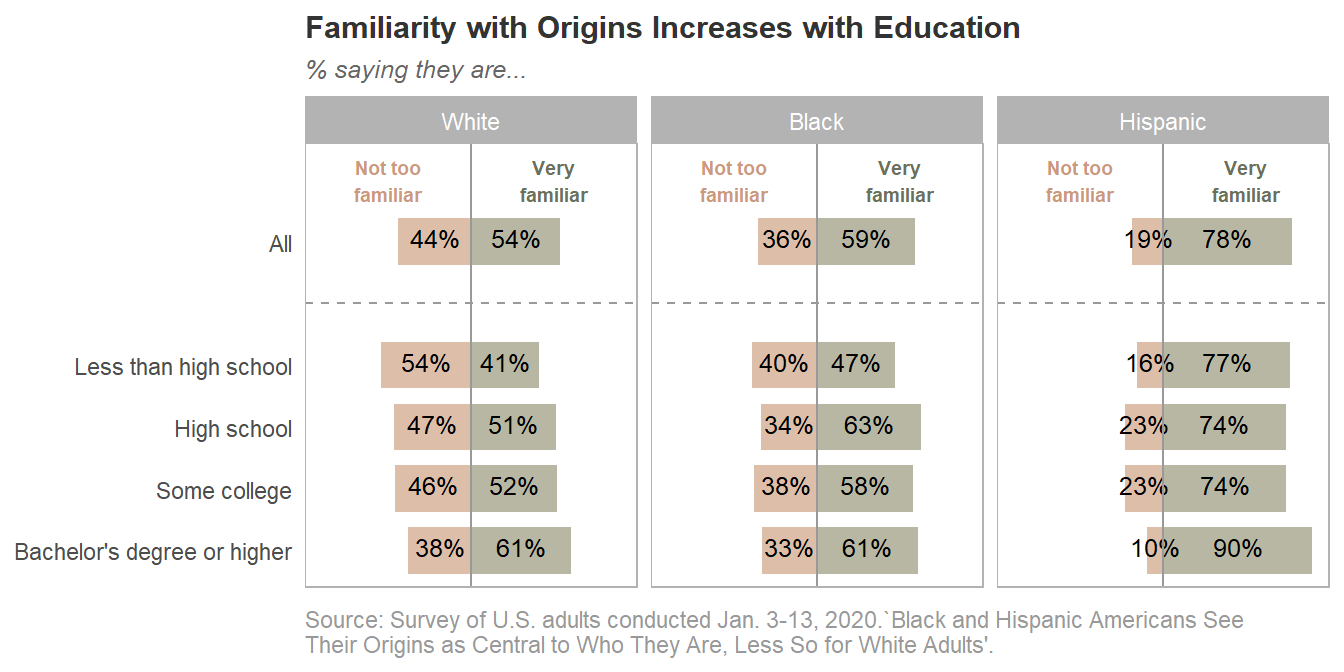 Familiarity with Origins Increases with Education
% saying they are...
White Black Hispanic
Not too Very Not too Very Not too Very
familiar familiar familiar familiar familiar familiar
All 44% 54% 36% 59% 19% 78%
Less than high school 54% 41% 40% 47% 16% 77%
High school 47% 51% 34% 63% 23% 74%
Some college 46% 52% 38% 58% 23% 74%
Bachelor's degree or higher 38% 61% 33% 61% 10% 90%
Source: Survey of U.S. adults conducted Jan. 3-13, 2020.`Black and Hispanic Americans See
Their Origins as Central to Who They Are, Less So for White Adults'.